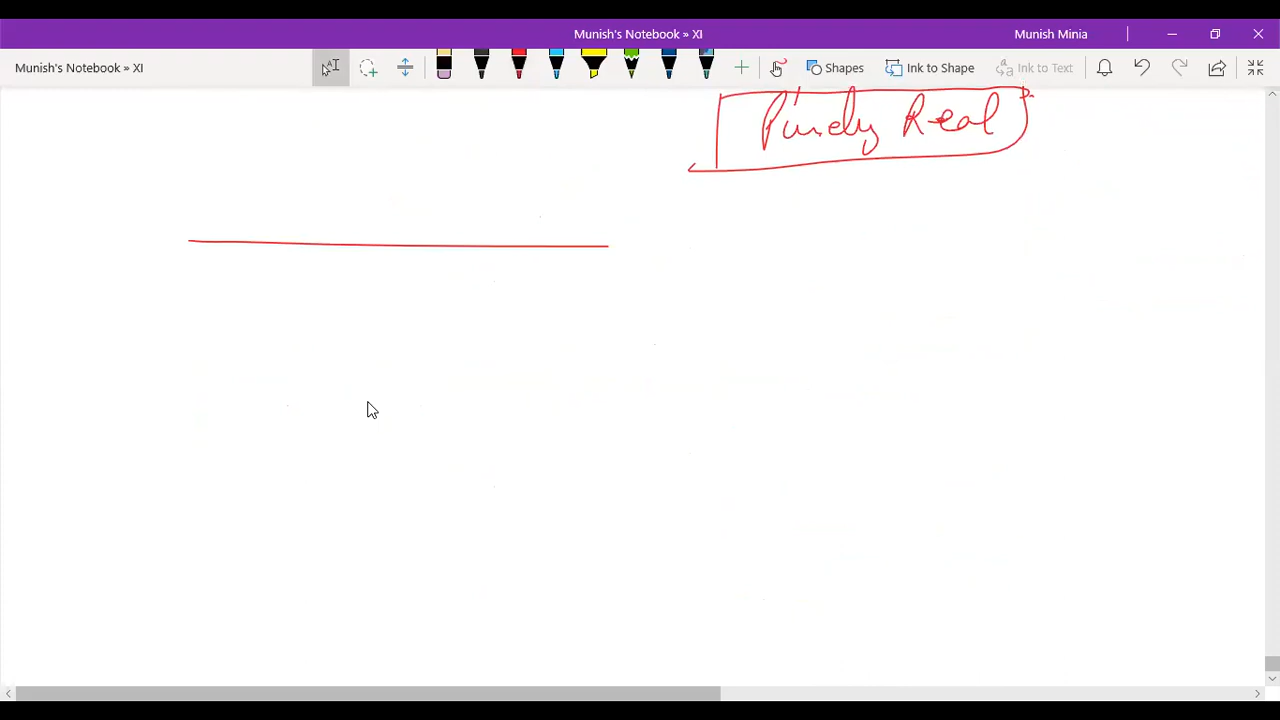 Munish's Notebook » XI
Munish Minia
Munish's Notebook » XI
Shapes
Ink to Shape
Ink to Text
Purely Real